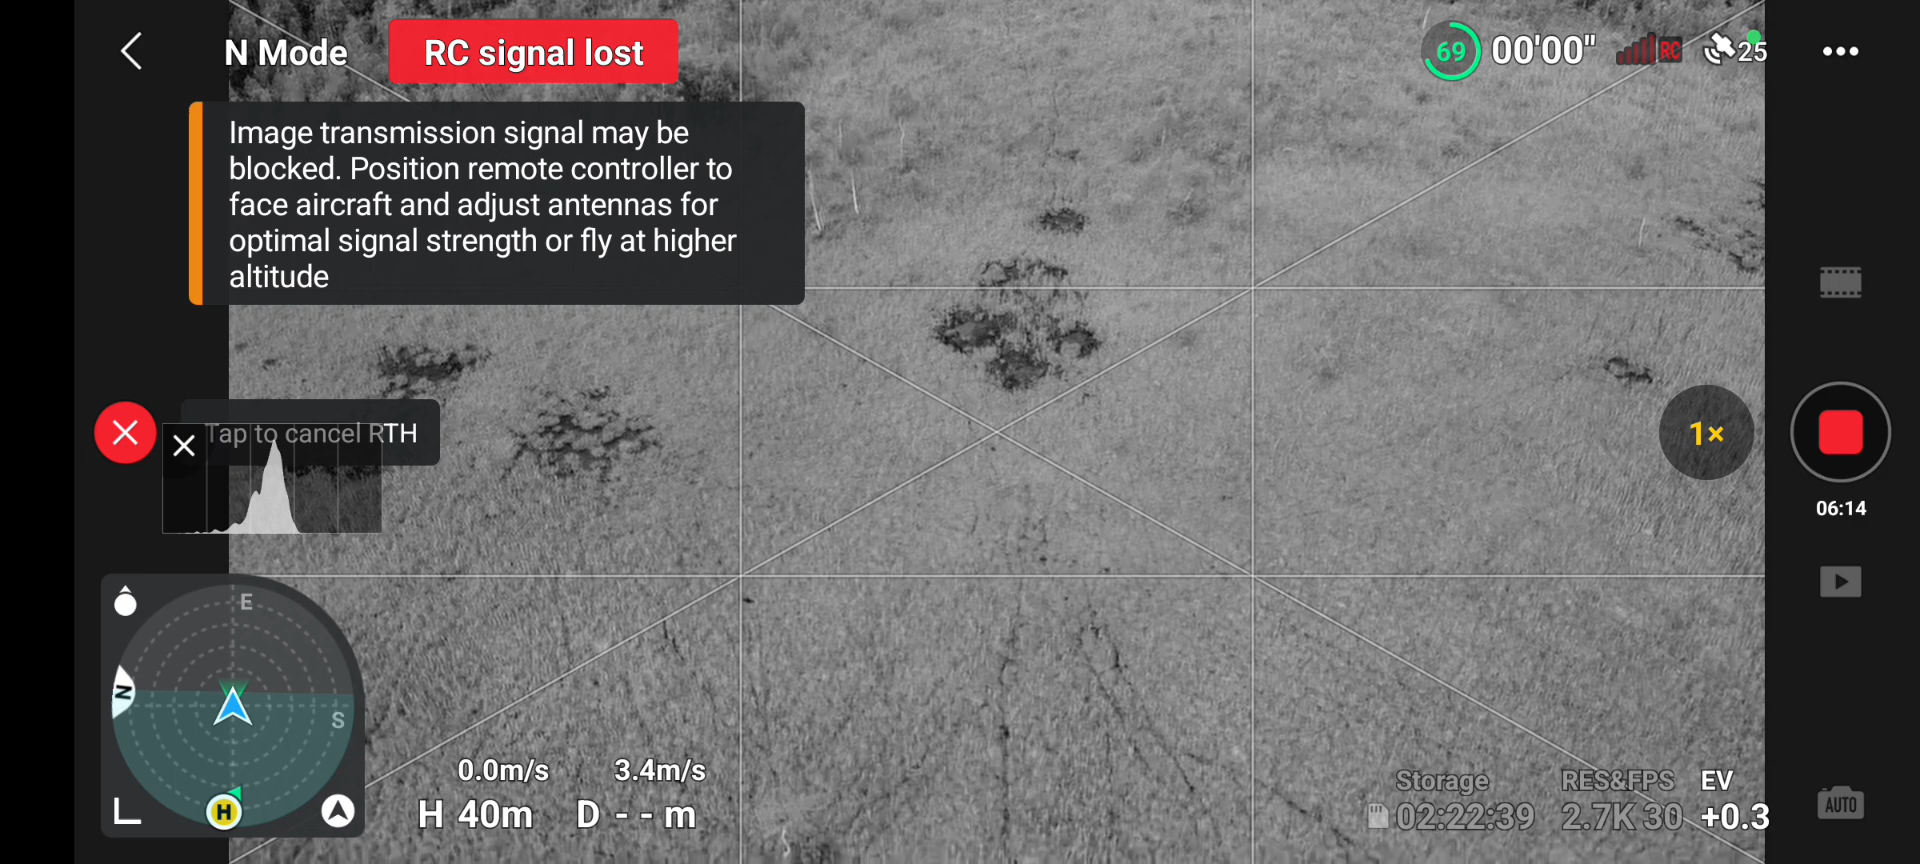 N Mode
RC signal lost
69
00'00"
RC
25
Image transmission signal may be
blocked. Position remote controller to
face aircraft and adjust antennas for
optimal signal strength or fly at higher
altitude
Tap to cancel RTH
1×
06:14
E
N
S
H
0.0m/s
3.4m/s
H 40m
D - - m
Storage
02:22:39
RES&FPS
2.7K 30
EV
+0.3
AUTO